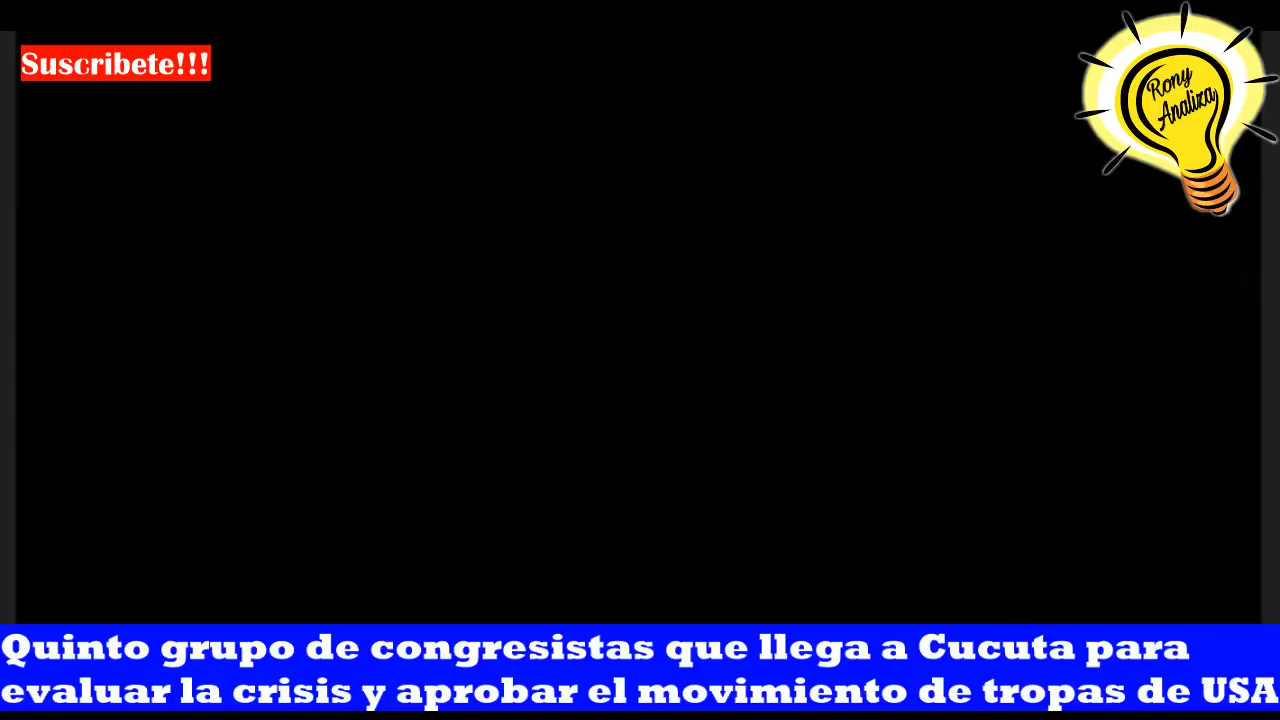 Suscribete!!!
Rony
Analiza
Quinto grupo de congresistas que llega a Cucuta para
evaluar la crisis y aprobar el movimiento de tropas de USA